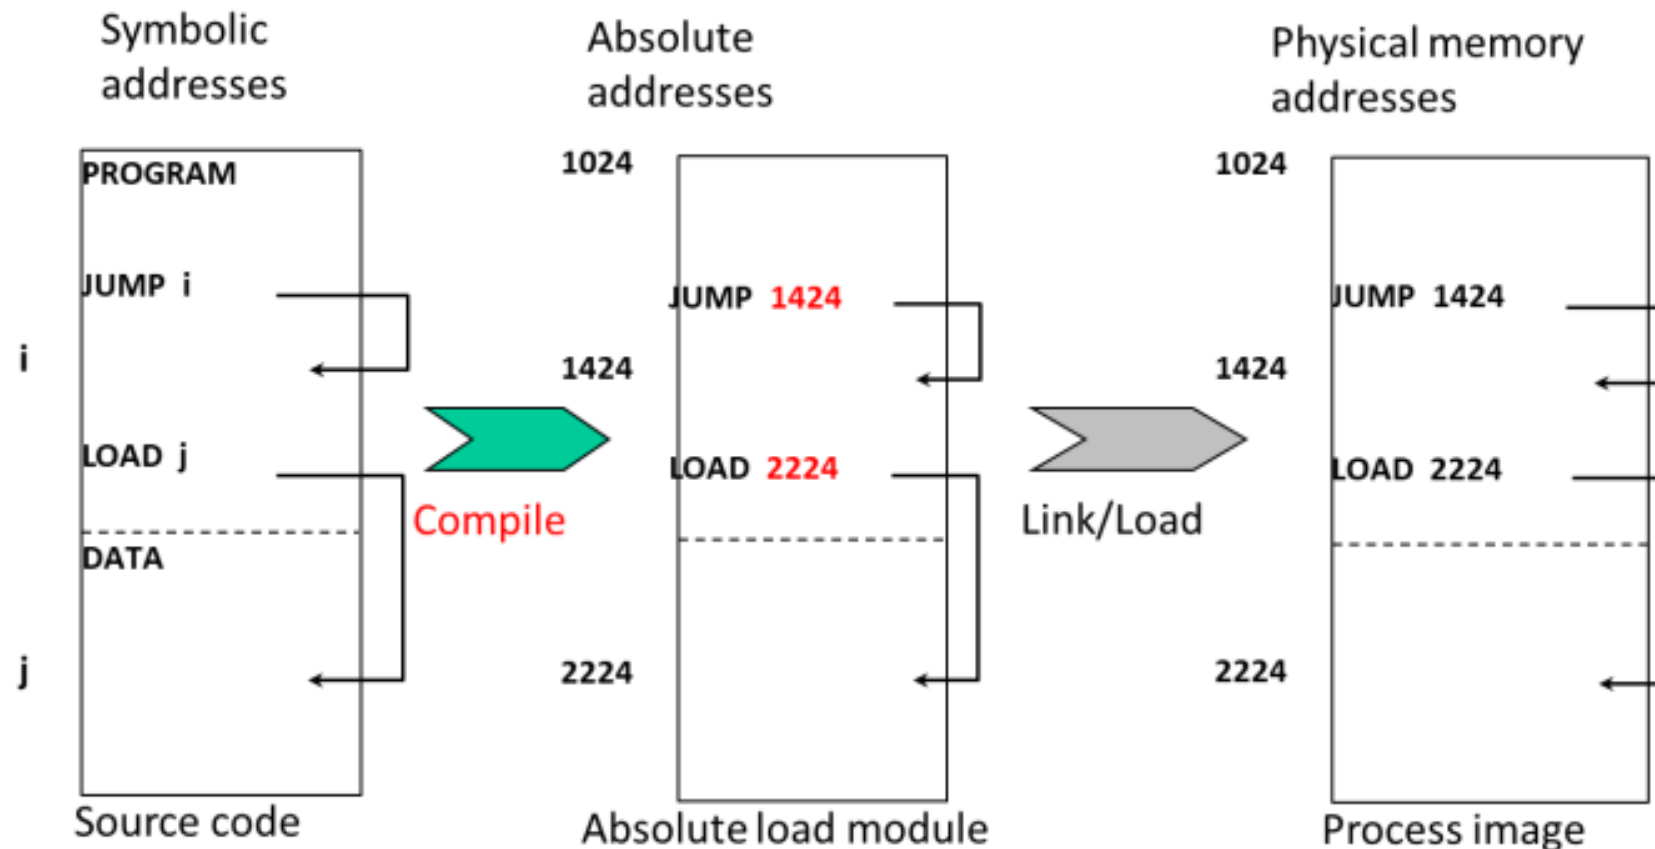 Symbolic
addresses
PROGRAM
JUMP i
i
LOAD j
DATA
j
Source code
Compile
Absolute
addresses
1024
JUMP 1424
1424
LOAD 2224
2224
Absolute load module
Link/Load
Physical memory
addresses
1024
JUMP 1424
1424
LOAD 2224
2224
Process image